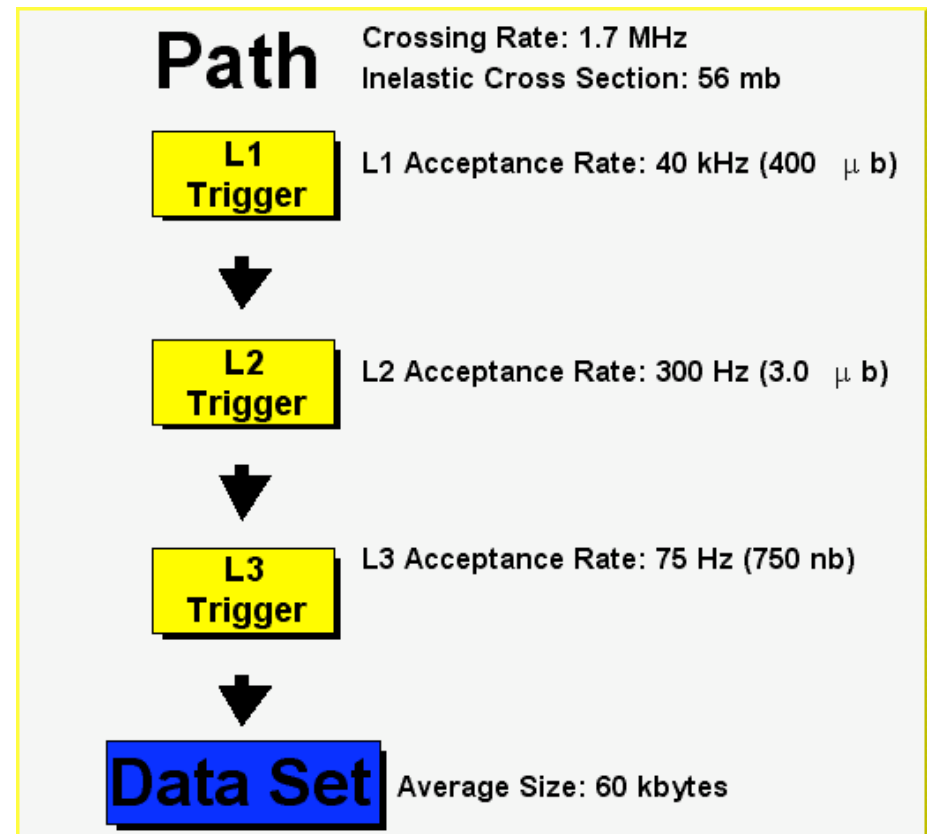 Path
Crossing Rate: 1.7 MHz
Inelastic Cross Section: 56 mb
L1
Trigger
L1 Acceptance Rate: 40 kHz (400 μ b)
L2
Trigger
L2 Acceptance Rate: 300 Hz (3.0 μ b)
L3
Trigger
L3 Acceptance Rate: 75 Hz (750 nb)
Data Set
Average Size: 60 kbytes